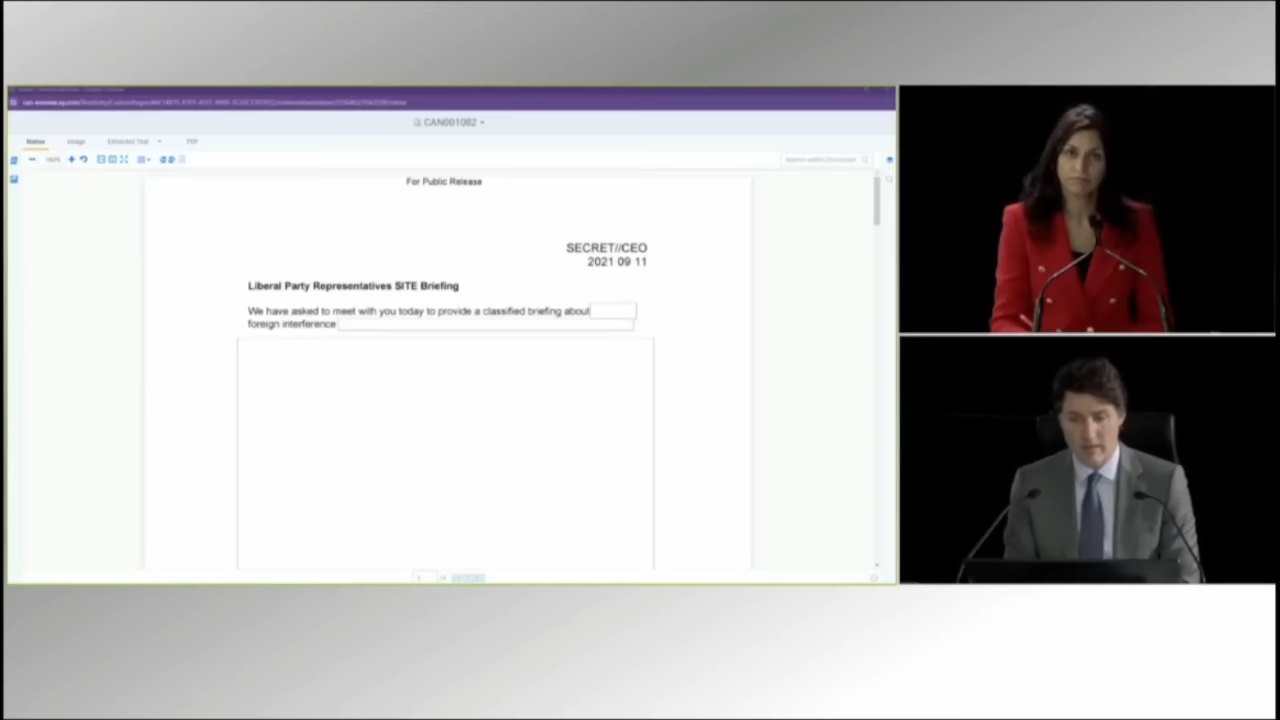 CAN001082
Native Image Extracted Text PDF
For Public Release
SECRET//CEO
2021 09 11
Liberal Party Representatives SITE Briefing
We have asked to meet with you today to provide a classified briefing about
foreign interference